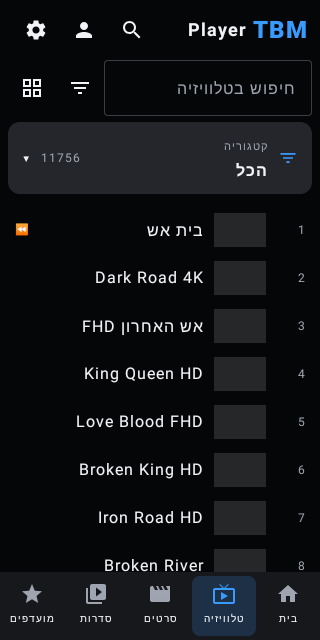 TBM Player
חיפוש בטלוויזיה
קטגוריה
הכל
11756
1 בית אש
2 Dark Road 4K
3 אש האחרון FHD
4 King Queen HD
5 Love Blood FHD
6 Broken King HD
7 Iron Road HD
8 Broken River
בית
טלוויזיה
סרטים
סדרות
מועדפים